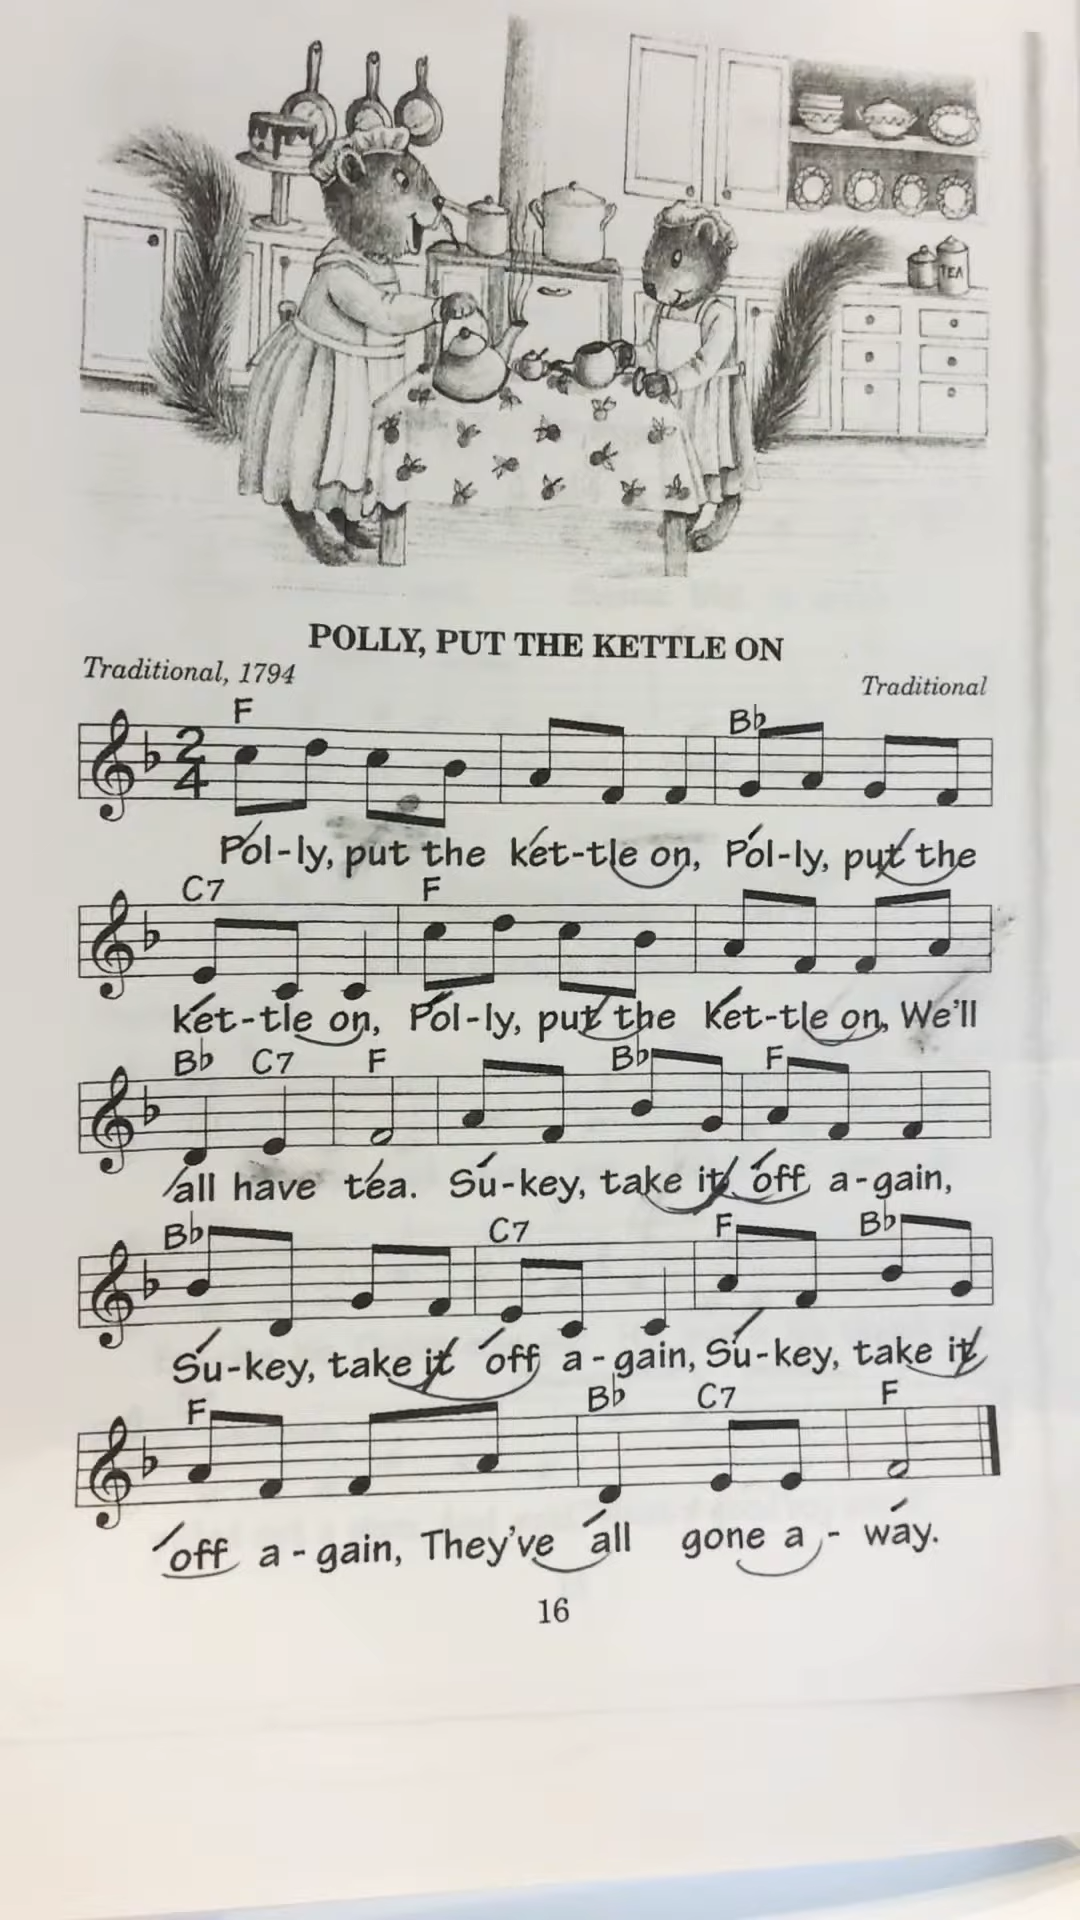 TEA
POLLY, PUT THE KETTLE ON
Traditional, 1794
Traditional
F Bb
2
4
Pol-ly, put the ket-tle on, Pol-ly, put the
C7 F
ket-tle on, Pol-ly, put the ket-tle on, We'll
Bb C7 F Bb F
all have tea. Su-key, take it off a-gain,
Bb C7 F Bb
Su-key, take it off a-gain, Su-key, take it
F Bb C7 F
off a-gain, They've all gone a-way.
16